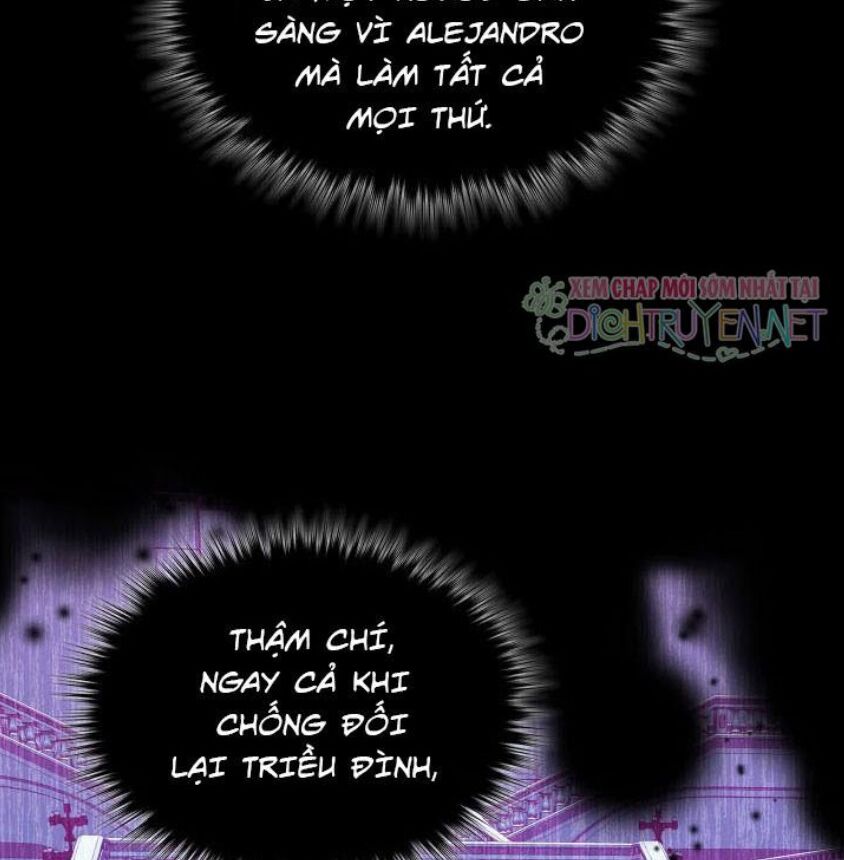 SÀNG VÌ ALEJANDRO
MÀ LÀM TẤT CẢ
MỌI THỨ.
XEM CHAP MỚI SỚM NHẤT TẠI
DICHTRUYEN.NET
THẬM CHÍ,
NGAY CẢ KHI
CHỐNG ĐỐI
LẠI TRIỀU ĐÌNH,